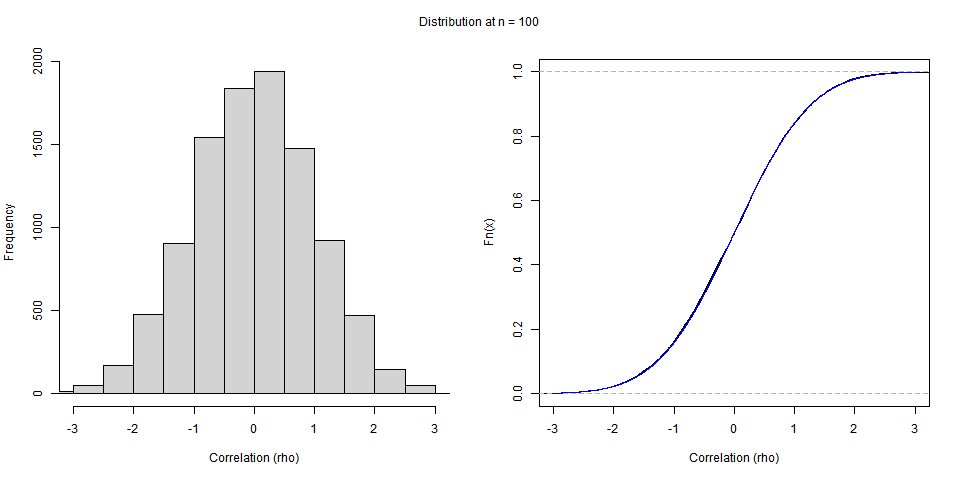 Distribution at n = 100
Frequency
0
500
1000
1500
2000
-3 -2 -1 0 1 2 3
Correlation (rho)
Fn(x)
0.0
0.2
0.4
0.6
0.8
1.0
-3 -2 -1 0 1 2 3
Correlation (rho)